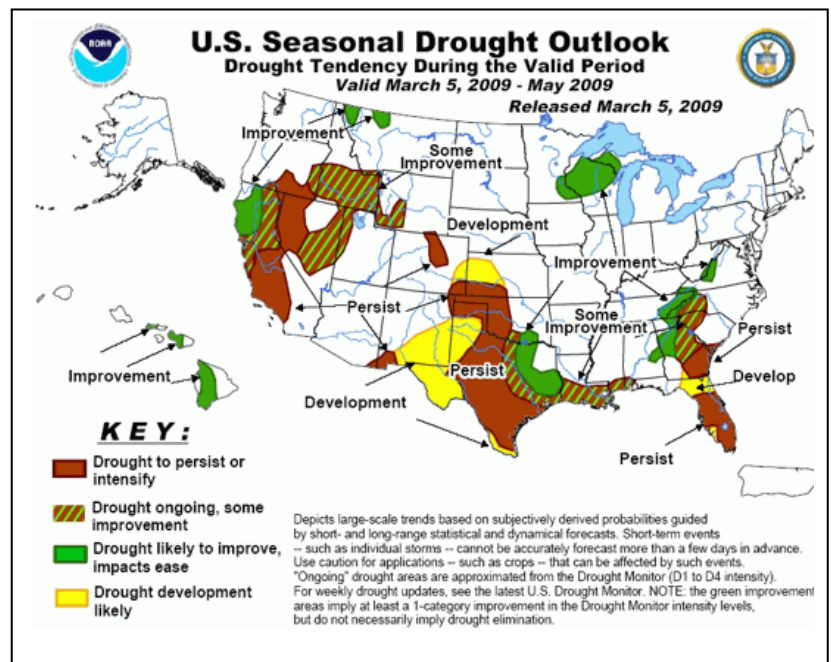 NOAA
U.S. Seasonal Drought Outlook
Drought Tendency During the Valid Period
Valid March 5, 2009 - May 2009
Released March 5, 2009
Improvement
Some
Improvement
Development
Improvement
Persist
Some
Improvement
Persist
Improvement
Persist
Develop
Development
Persist
KEY:
Drought to persist or
intensify
Drought ongoing, some
improvement
Drought likely to improve,
impacts ease
Drought development
likely
Depicts large-scale trends based on subjectively derived probabilities guided
by short- and long-range statistical and dynamical forecasts. Short-term events
-- such as individual storms -- cannot be accurately forecast more than a few days in advance.
Use caution for applications -- such as crops -- that can be affected by such events.
"Ongoing" drought areas are approximated from the Drought Monitor (D1 to D4 intensity).
For weekly drought updates, see the latest U.S. Drought Monitor. NOTE: the green improvement
areas imply at least a 1-category improvement in the Drought Monitor intensity levels,
but do not necessarily imply drought elimination.